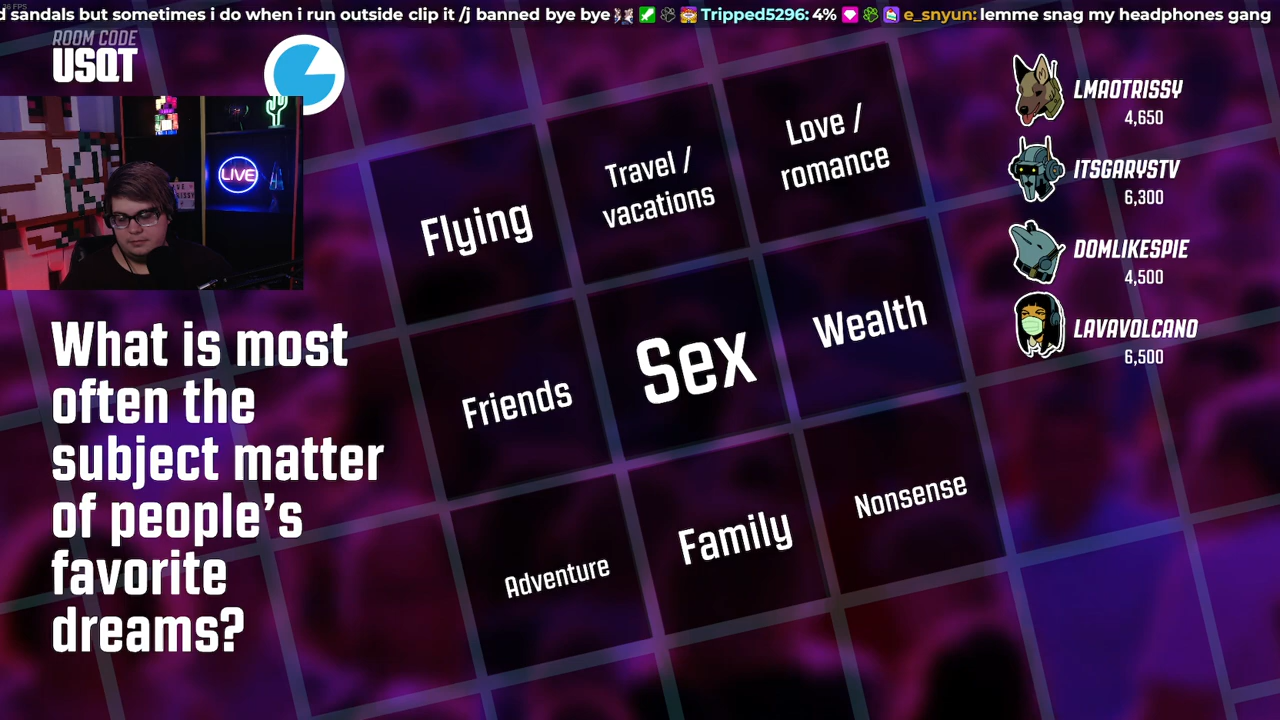 36 FPS
d sandals but sometimes i do when i run outside clip it /j banned bye bye Tripped5296: 4% e_snyun: lemme snag my headphones gang
ROOM CODE
USQT
LIVE
What is most
often the
subject matter
of people's
favorite
dreams?
Flying
Travel /
vacations
Love /
romance
Friends
Sex
Wealth
Adventure
Family
Nonsense
LMAOTRISSY
4,650
ITSGARYSTV
6,300
DOMLIKESPIE
4,500
LAVAVOLCANO
6,500